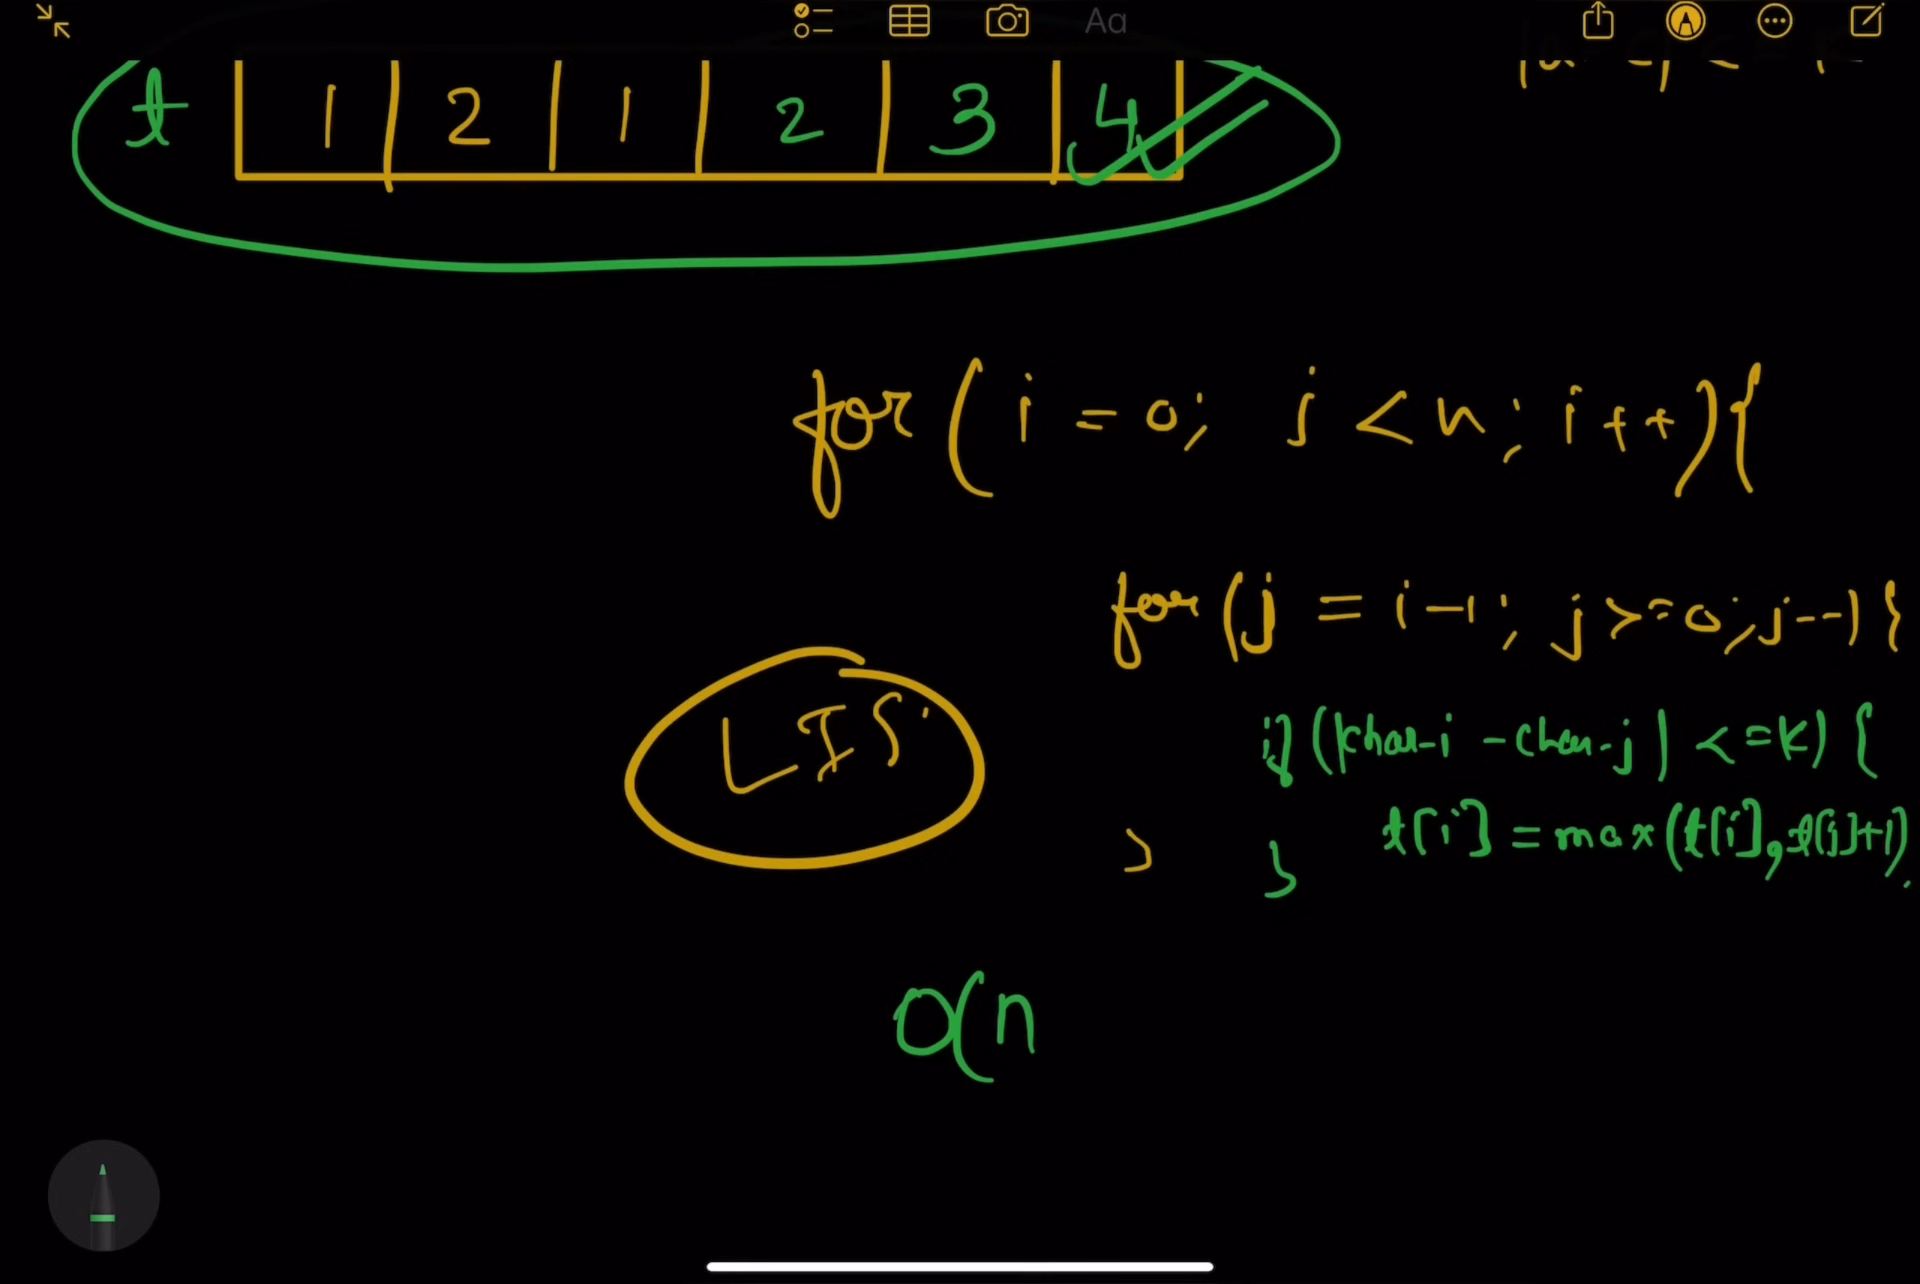 Aa
t 1 2 1 2 3 4
for ( i = 0; j < n; i++){
for (j = i-1; j >=0; j--) {
LIS
if (|char-i - char-j| <=k) {
t[i] = max(t[i], t[j]+1).
} }
O(n